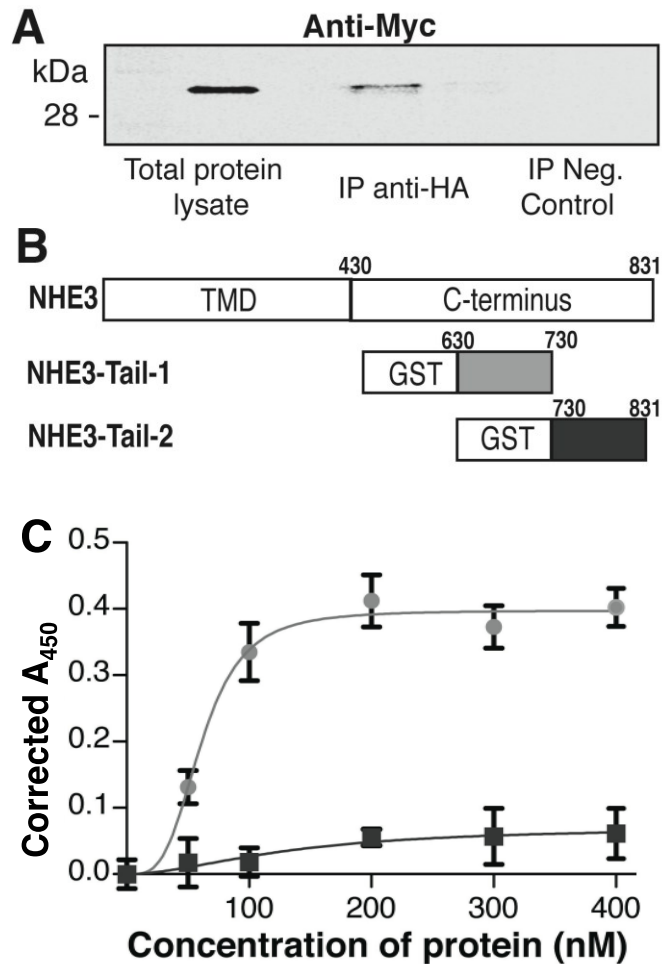 A
Anti-Myc
kDa
28 -
Total protein
lysate
IP anti-HA
IP Neg.
Control
B
430
831
NHE3
TMD
C-terminus
630
730
NHE3-Tail-1
GST
730
831
NHE3-Tail-2
GST
C
0.5
0.4
0.3
0.2
0.1
0.0
Corrected A450
100
200
300
400
Concentration of protein (nM)